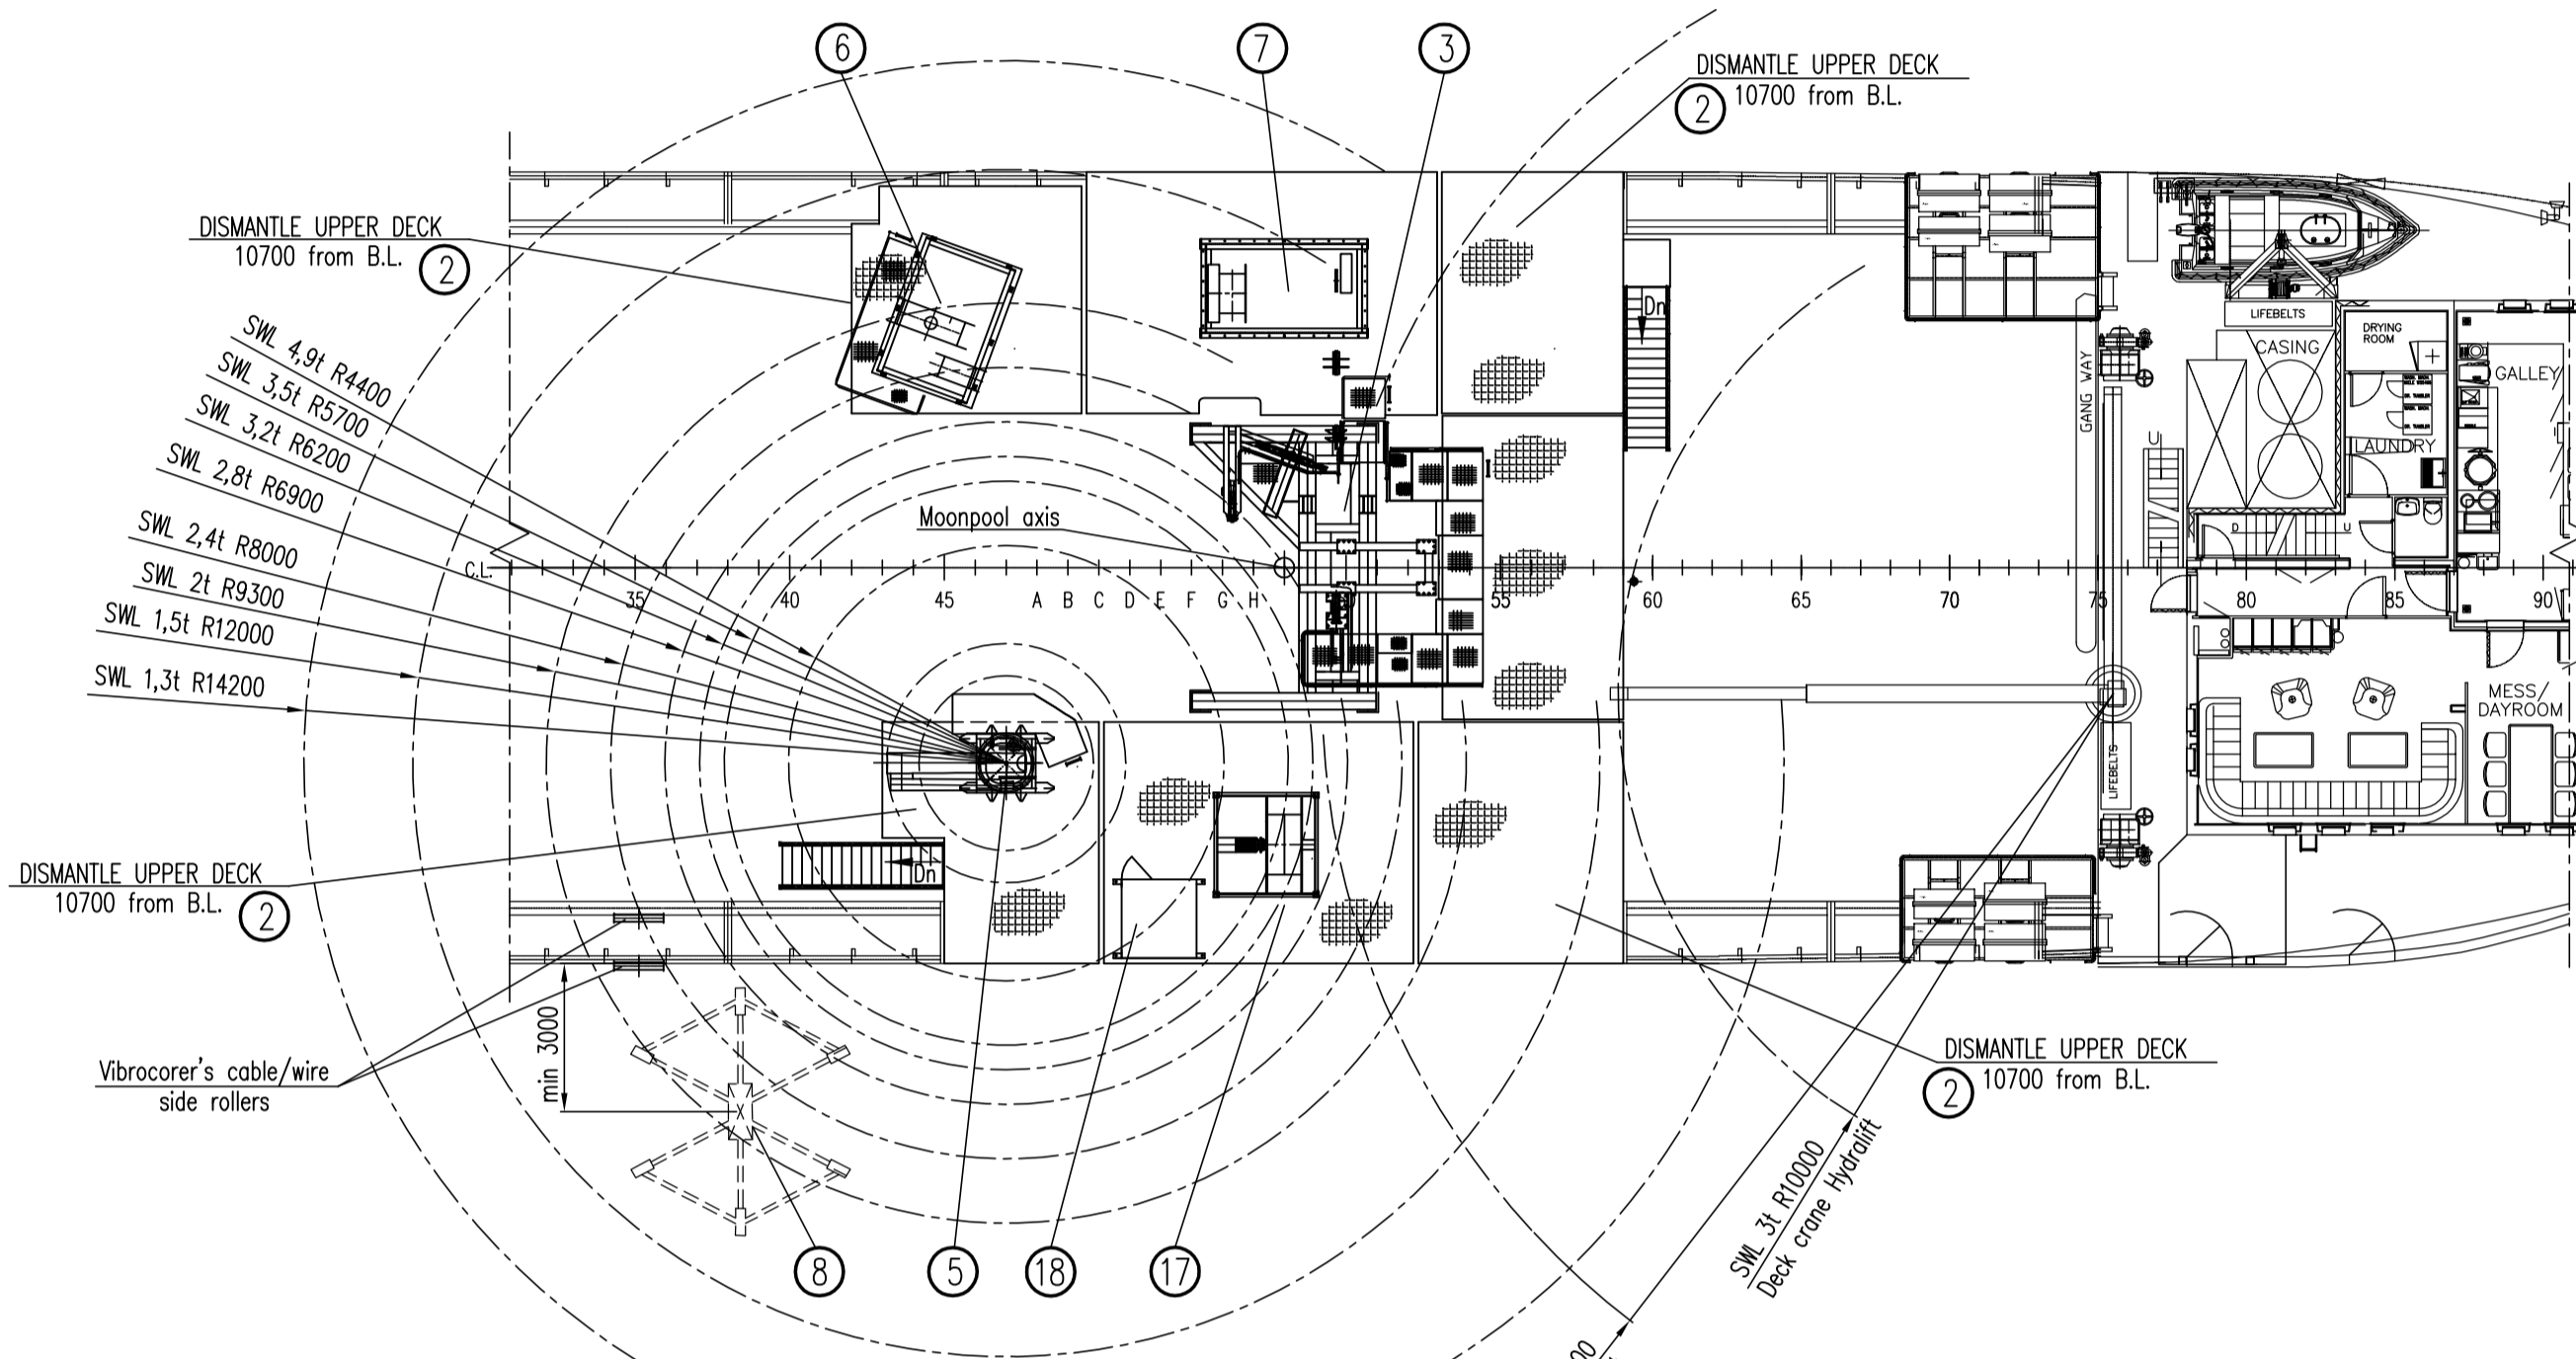 6
7
3
DISMANTLE UPPER DECK
10700 from B.L.
2
DISMANTLE UPPER DECK
10700 from B.L.
2
SWL 4,9t R4400
SWL 3,5t R5700
SWL 3,2t R6200
SWL 2,8t R6900
SWL 2,4t R8000
SWL 2t R9300
SWL 1,5t R12000
SWL 1,3t R14200
Moonpool axis
C.L.
35
40
45
A B C D E F G H
55
60
65
70
75
80
85
90
Dn
GANG WAY
LIFEBELTS
CASING
DRYING
ROOM
GALLEY
LAUNDRY
U
D
U
MESS/
DAYROOM
LIFEBELTS
Dn
DISMANTLE UPPER DECK
10700 from B.L.
2
Vibrocorer's cable/wire
side rollers
min 3000
8
5
18
17
DISMANTLE UPPER DECK
10700 from B.L.
2
SWL 3t R10000
Deck crane Hydralift